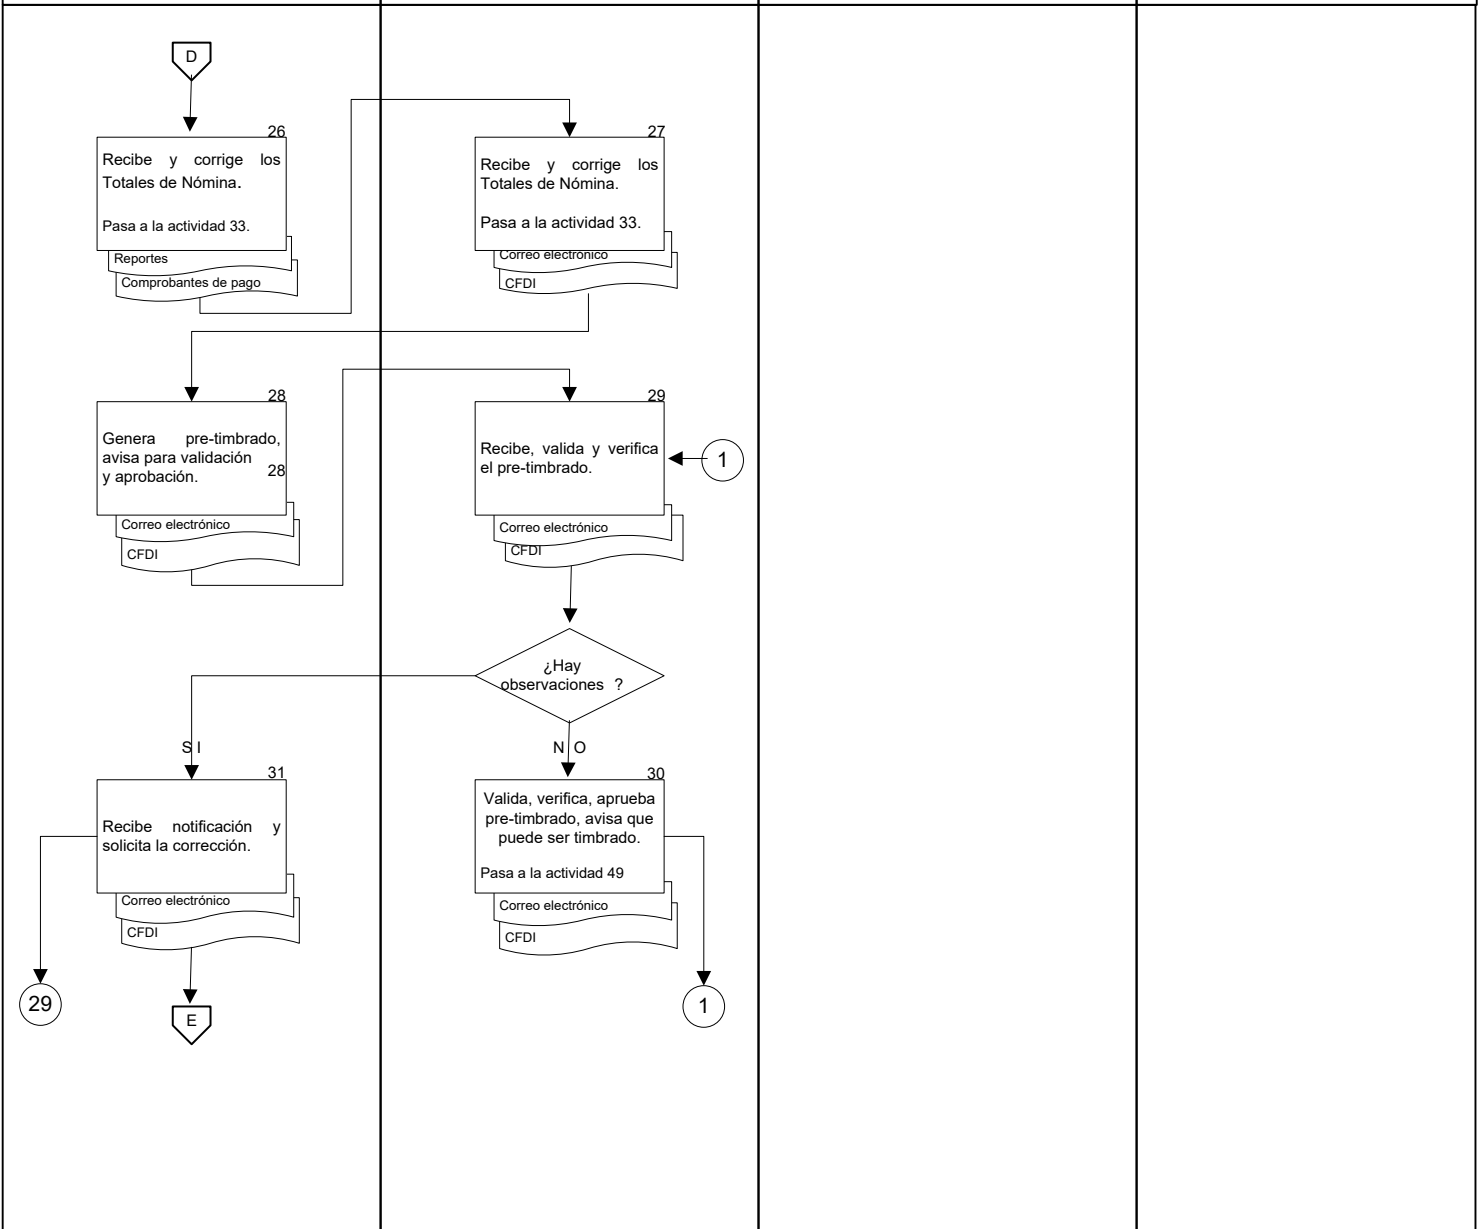 D
26
Recibe y corrige los
Totales de Nómina.
Pasa a la actividad 33.
Reportes
Comprobantes de pago
27
Recibe y corrige los
Totales de Nómina.
Pasa a la actividad 33.
Correo electrónico
CFDI
28
Genera pre-timbrado,
avisa para validación
28
y aprobación.
Correo electrónico
CFDI
29
Recibe, valida y verifica
el pre-timbrado.
1
Correo electrónico
CFDI
¿Hay
observaciones ?
S I
N O
31
Recibe notificación y
solicita la corrección.
Correo electrónico
CFDI
29
E
30
Valida, verifica, aprueba
pre-timbrado, avisa que
puede ser timbrado.
Pasa a la actividad 49
Correo electrónico
CFDI
1